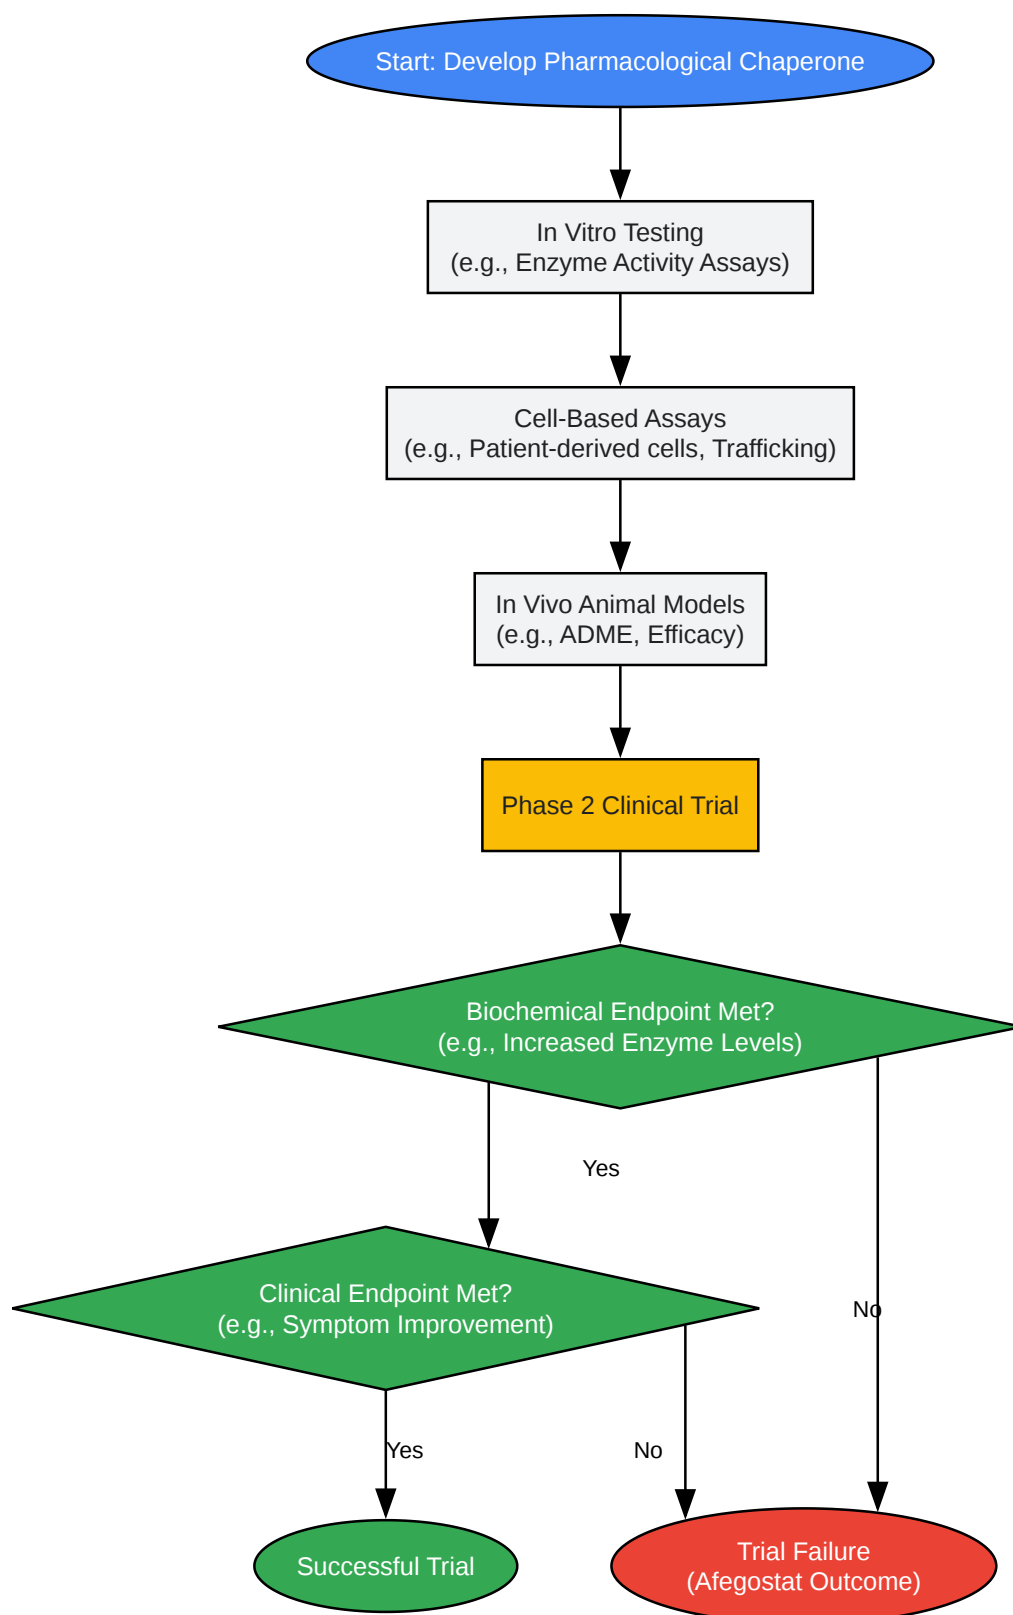 Start: Develop Pharmacological Chaperone
In Vitro Testing
(e.g., Enzyme Activity Assays)
Cell-Based Assays
(e.g., Patient-derived cells, Trafficking)
In Vivo Animal Models
(e.g., ADME, Efficacy)
Phase 2 Clinical Trial
Biochemical Endpoint Met?
(e.g., Increased Enzyme Levels)
Yes
Clinical Endpoint Met?
(e.g., Symptom Improvement)
No
Yes
No
Successful Trial
Trial Failure
(Afegostat Outcome)